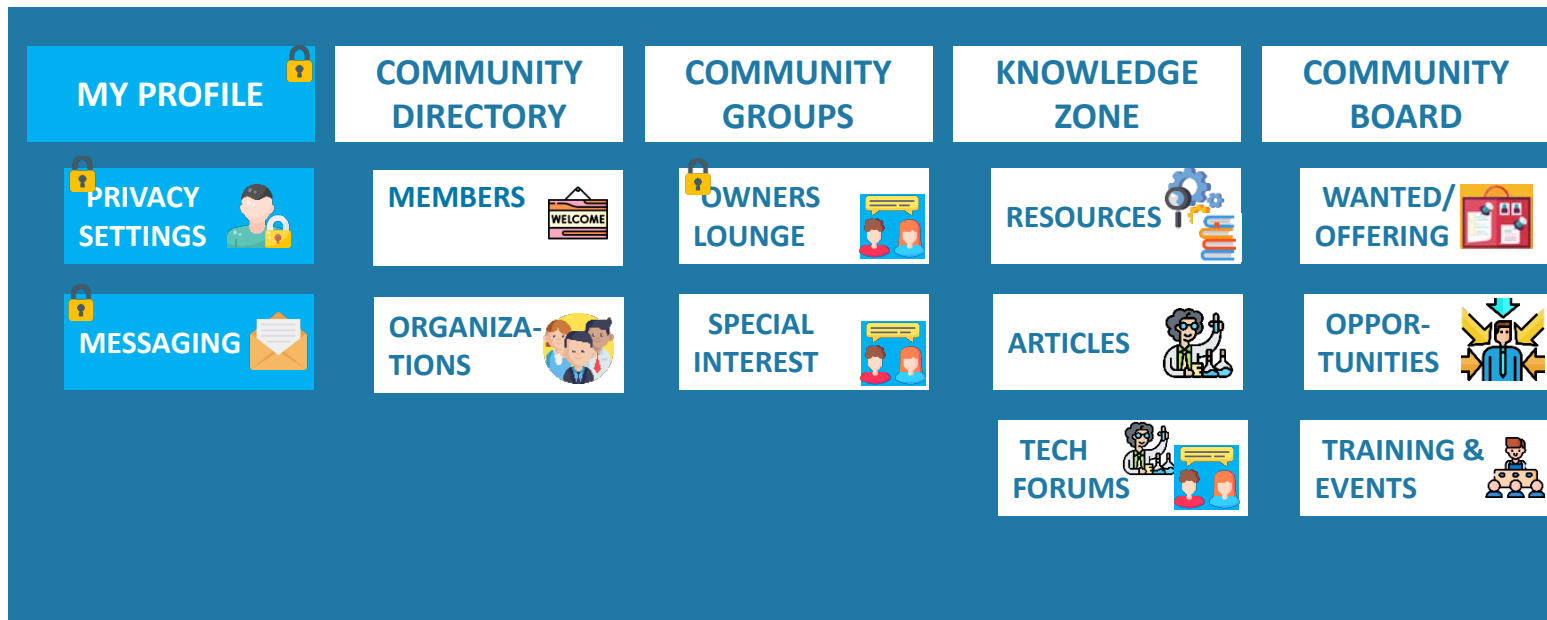 MY PROFILE
COMMUNITY
DIRECTORY
COMMUNITY
GROUPS
KNOWLEDGE
ZONE
COMMUNITY
BOARD
PRIVACY
SETTINGS
MEMBERS
WELCOME
OWNERS
LOUNGE
RESOURCES
WANTED/
OFFERING
MESSAGING
ORGANIZA-
TIONS
SPECIAL
INTEREST
ARTICLES
OPPOR-
TUNITIES
TECH
FORUMS
TRAINING &
EVENTS